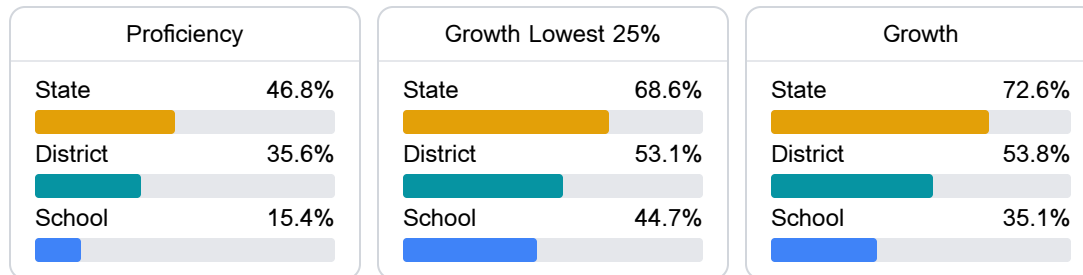 Proficiency
State 46.8%
District 35.6%
School 15.4%
Growth Lowest 25%
State 68.6%
District 53.1%
School 44.7%
Growth
State 72.6%
District 53.8%
School 35.1%